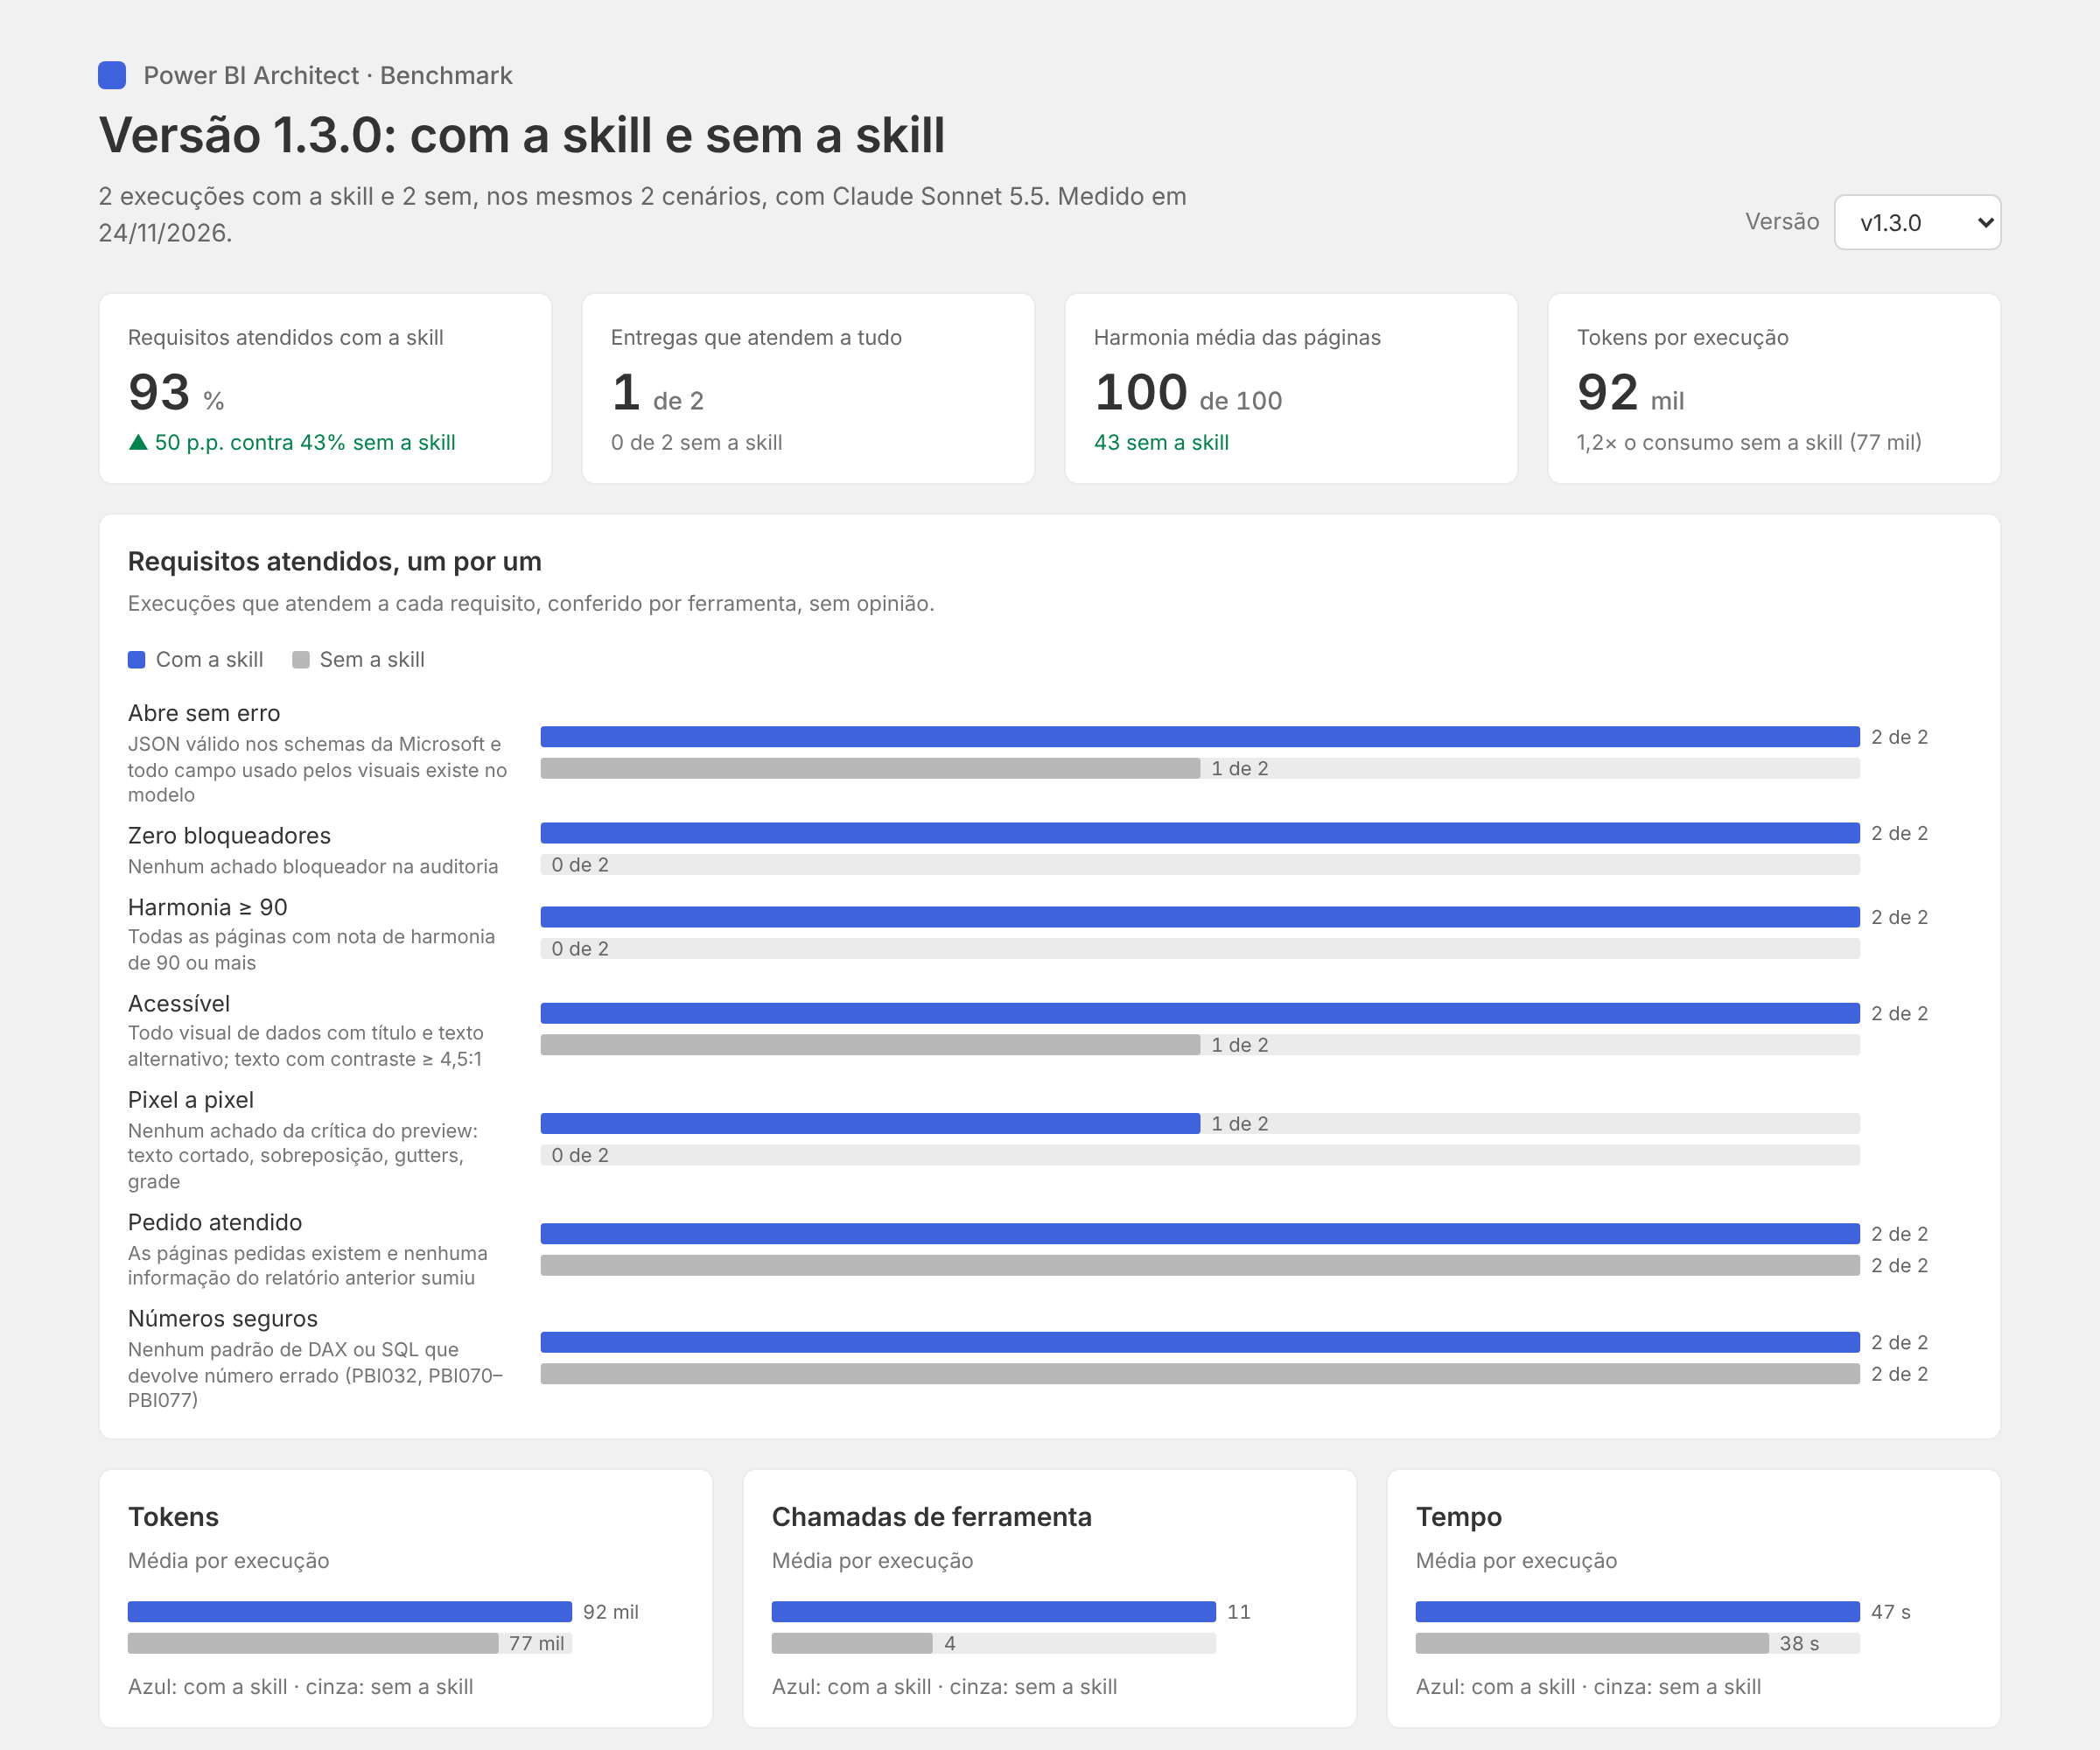 Power BI Architect · Benchmark
Versão 1.3.0: com a skill e sem a skill
2 execuções com a skill e 2 sem, nos mesmos 2 cenários, com Claude Sonnet 5.5. Medido em
24/11/2026.
Versão
v1.3.0
Requisitos atendidos com a skill
93 %
▲ 50 p.p. contra 43% sem a skill
Entregas que atendem a tudo
1 de 2
0 de 2 sem a skill
Harmonia média das páginas
100 de 100
43 sem a skill
Tokens por execução
92 mil
1,2× o consumo sem a skill (77 mil)
Requisitos atendidos, um por um
Execuções que atendem a cada requisito, conferido por ferramenta, sem opinião.
Com a skill
Sem a skill
Abre sem erro
JSON válido nos schemas da Microsoft e
todo campo usado pelos visuais existe no
modelo
2 de 2
1 de 2
Zero bloqueadores
Nenhum achado bloqueador na auditoria
2 de 2
0 de 2
Harmonia ≥ 90
Todas as páginas com nota de harmonia
de 90 ou mais
2 de 2
0 de 2
Acessível
Todo visual de dados com título e texto
alternativo; texto com contraste ≥ 4,5:1
2 de 2
1 de 2
Pixel a pixel
Nenhum achado da crítica do preview:
texto cortado, sobreposição, gutters,
grade
1 de 2
0 de 2
Pedido atendido
As páginas pedidas existem e nenhuma
informação do relatório anterior sumiu
2 de 2
2 de 2
Números seguros
Nenhum padrão de DAX ou SQL que
devolve número errado (PBI032, PBI070–
PBI077)
2 de 2
2 de 2
Tokens
Média por execução
92 mil
77 mil
Azul: com a skill · cinza: sem a skill
Chamadas de ferramenta
Média por execução
11
4
Azul: com a skill · cinza: sem a skill
Tempo
Média por execução
47 s
38 s
Azul: com a skill · cinza: sem a skill